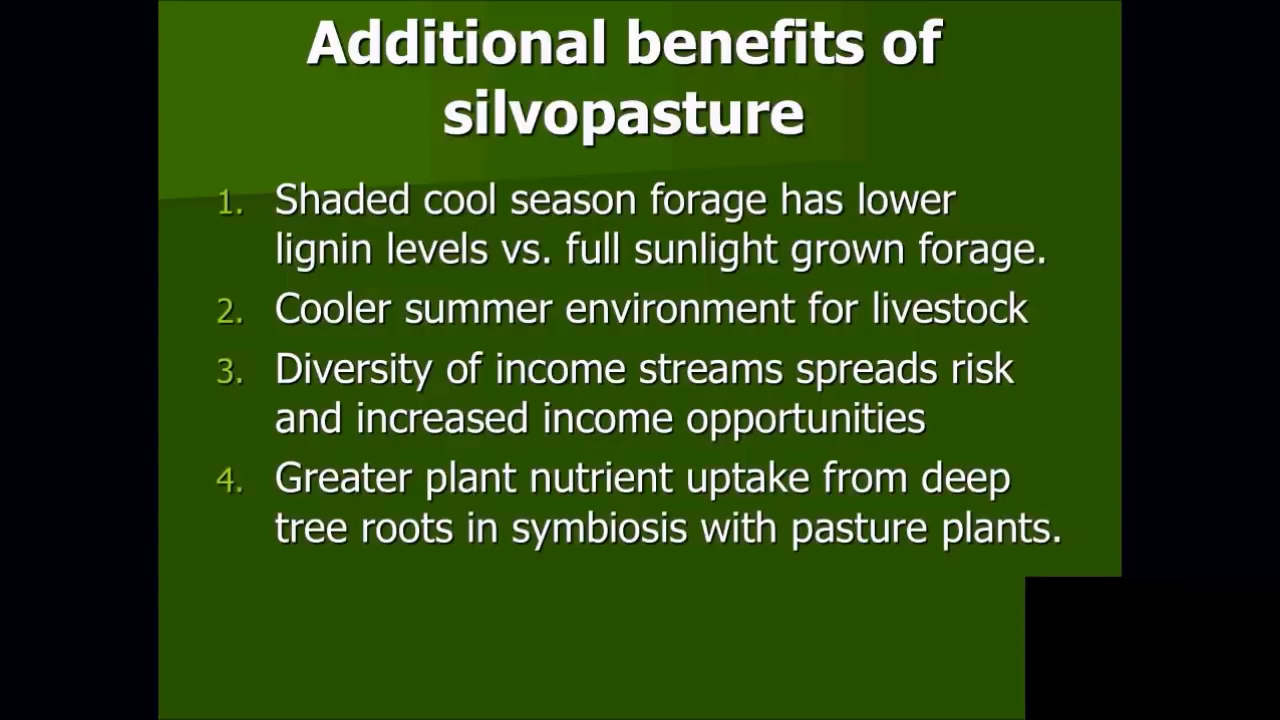 Additional benefits of
silvopasture
1. Shaded cool season forage has lower
lignin levels vs. full sunlight grown forage.
2. Cooler summer environment for livestock
3. Diversity of income streams spreads risk
and increased income opportunities
4. Greater plant nutrient uptake from deep
tree roots in symbiosis with pasture plants.